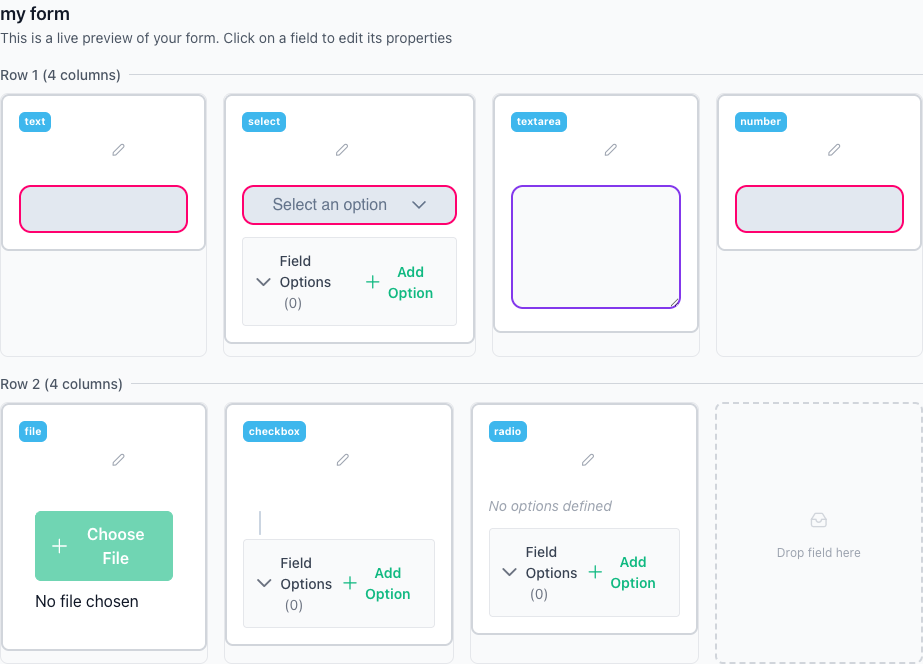 my form
This is a live preview of your form. Click on a field to edit its properties
Row 1 (4 columns)
text
select
Select an option
Field
Options
(0)
Add
Option
textarea
number
Row 2 (4 columns)
file
Choose
File
No file chosen
checkbox
Field
Options
(0)
Add
Option
radio
No options defined
Field
Options
(0)
Add
Option
Drop field here